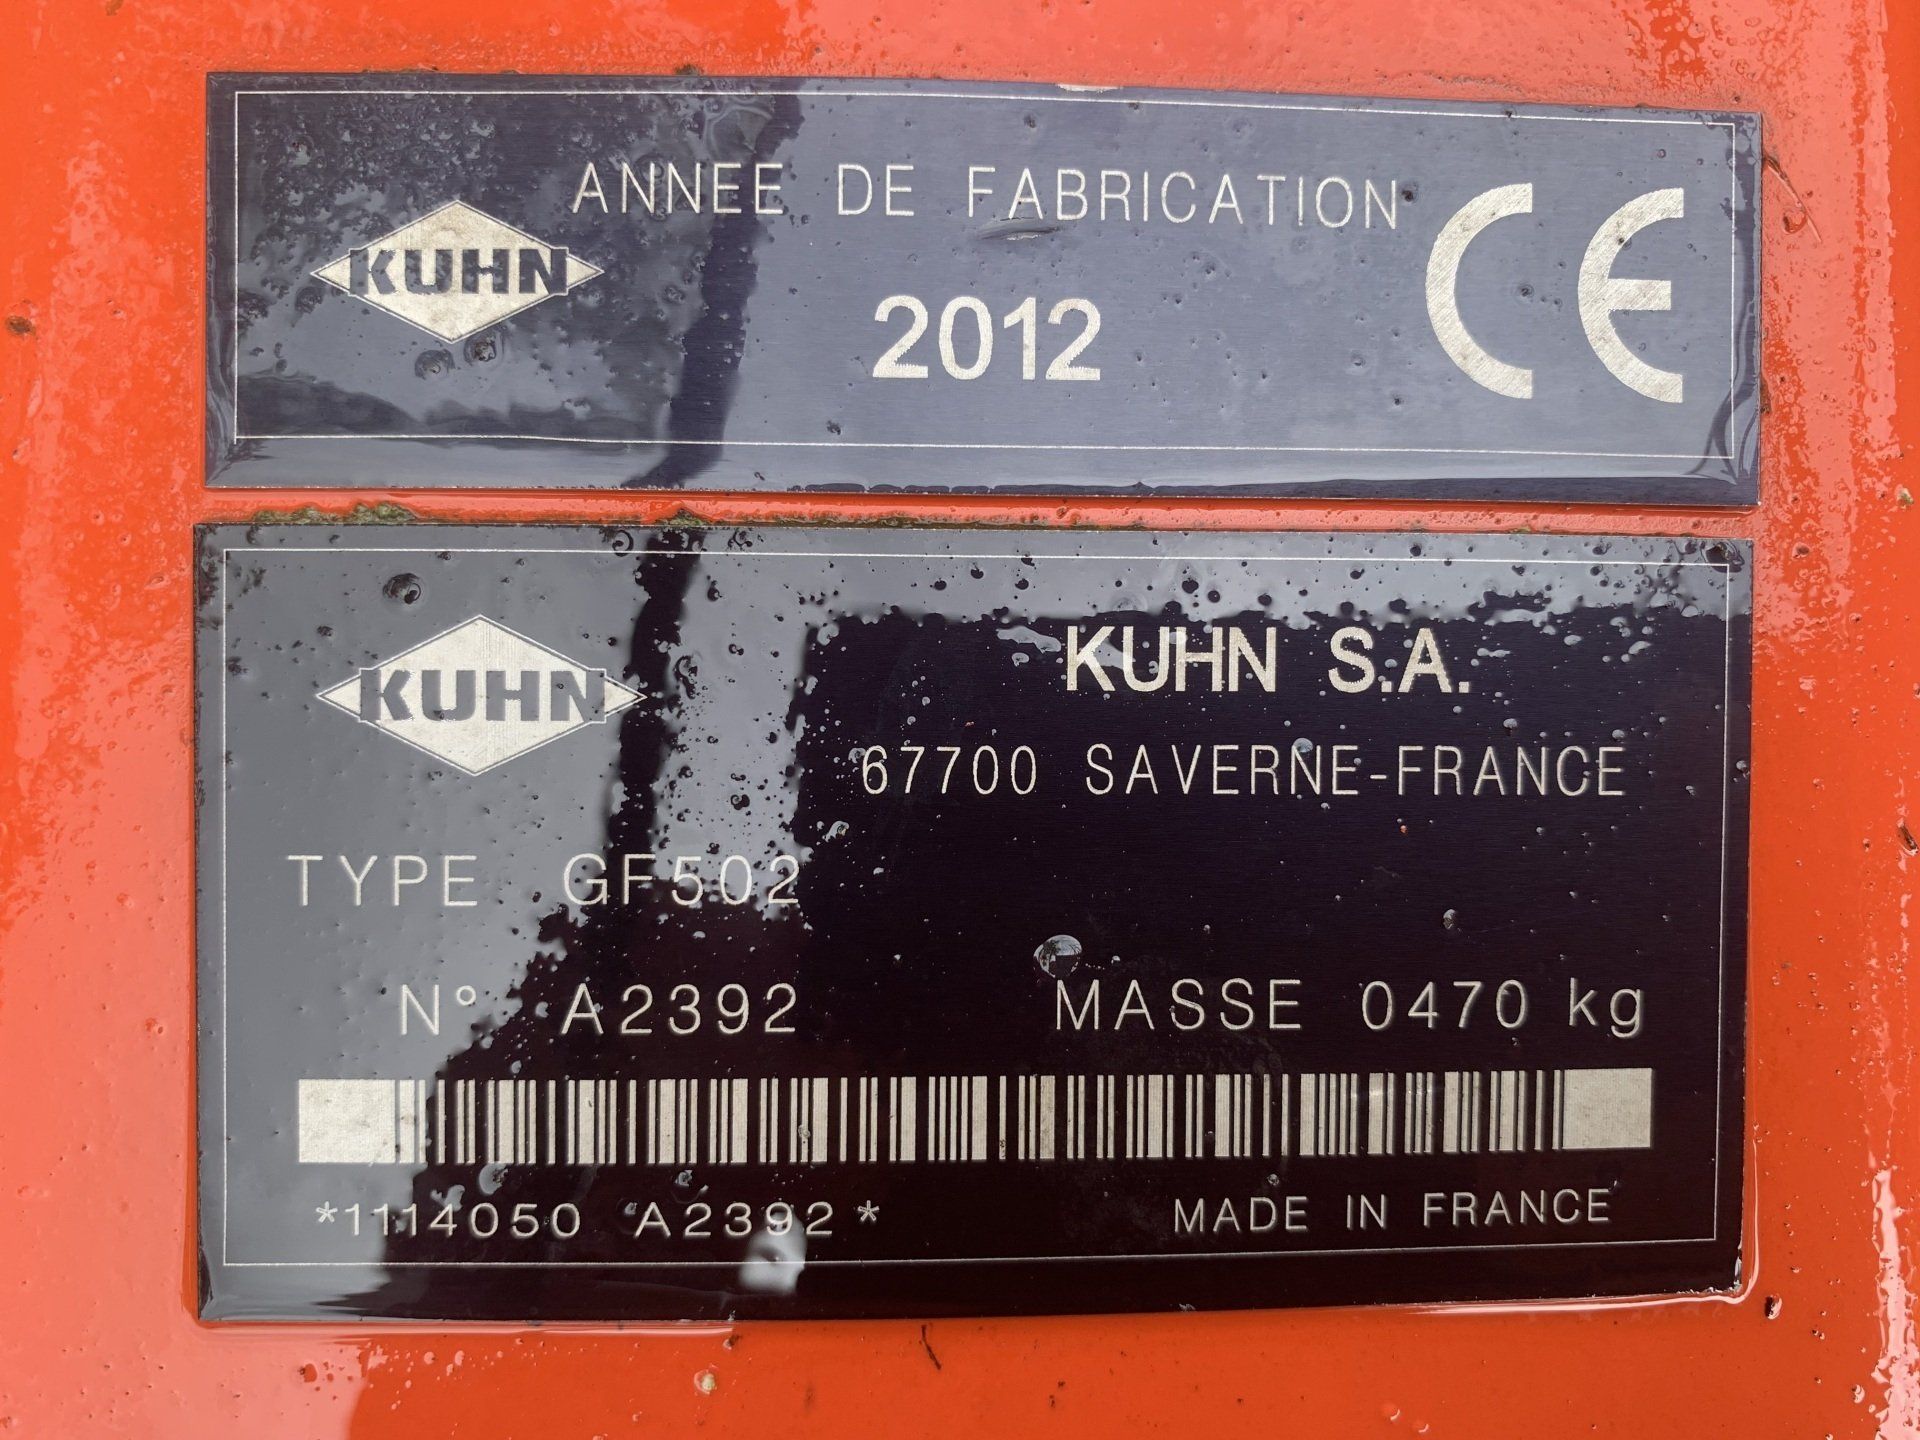 KUHN
ANNEE DE FABRICATION
2012
CE
KUHN
KUHN S.A.
67700 SAVERNE-FRANCE
TYPE GF502
N° A2392 MASSE 0470 kg
*1114050 A2392*
MADE IN FRANCE